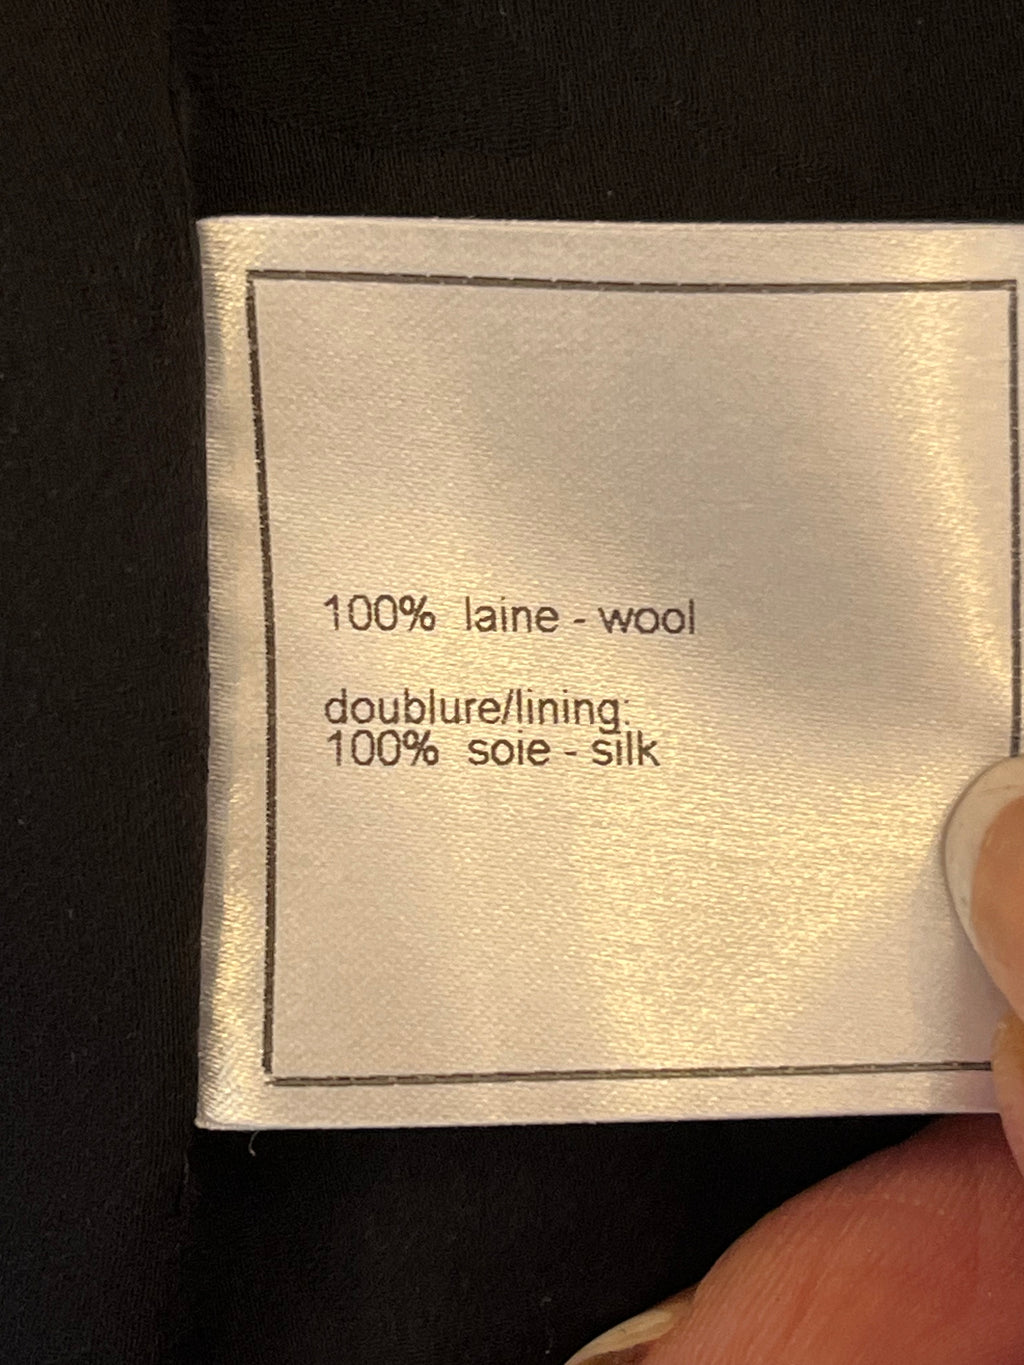 100% laine - wool
doublure/lining:
100% soie - silk